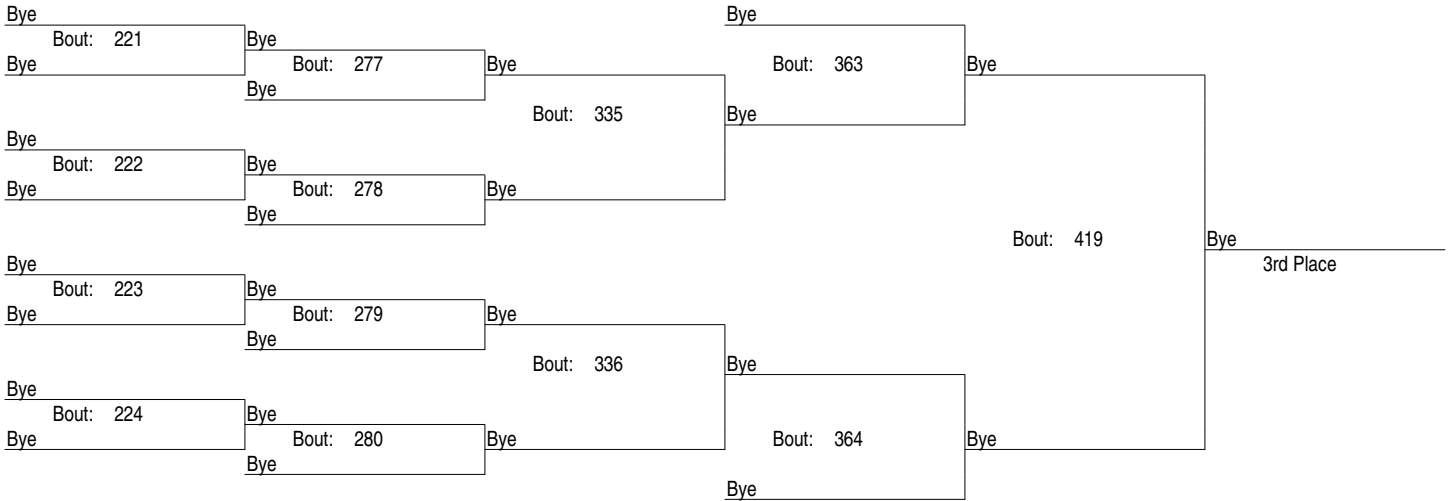 Bye
Bye
Bout: 221
Bye
Bye
Bout: 277
Bout: 363
Bye
Bye
Bye
Bye
Bout: 335
Bye
Bye
Bout: 222
Bye
Bye
Bout: 278
Bye
Bye
Bout: 419
Bye
Bye
3rd Place
Bout: 223
Bye
Bout: 279
Bye
Bye
Bye
Bout: 336
Bye
Bye
Bout: 224
Bye
Bye
Bout: 280
Bye
Bout: 364
Bye
Bye
Bye